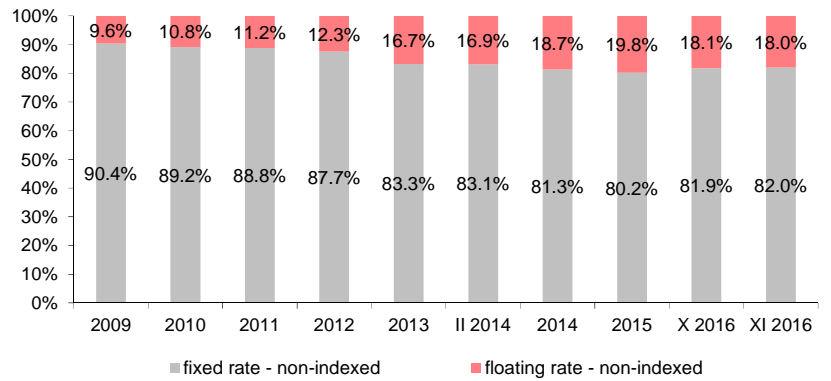 100%
90%
80%
70%
60%
50%
40%
30%
20%
10%
0%
9.6% 10.8% 11.2% 12.3% 16.7% 16.9% 18.7% 19.8% 18.1% 18.0%
90.4% 89.2% 88.8% 87.7% 83.3% 83.1% 81.3% 80.2% 81.9% 82.0%
2009 2010 2011 2012 2013 II 2014 2014 2015 X 2016 XI 2016
fixed rate - non-indexed floating rate - non-indexed